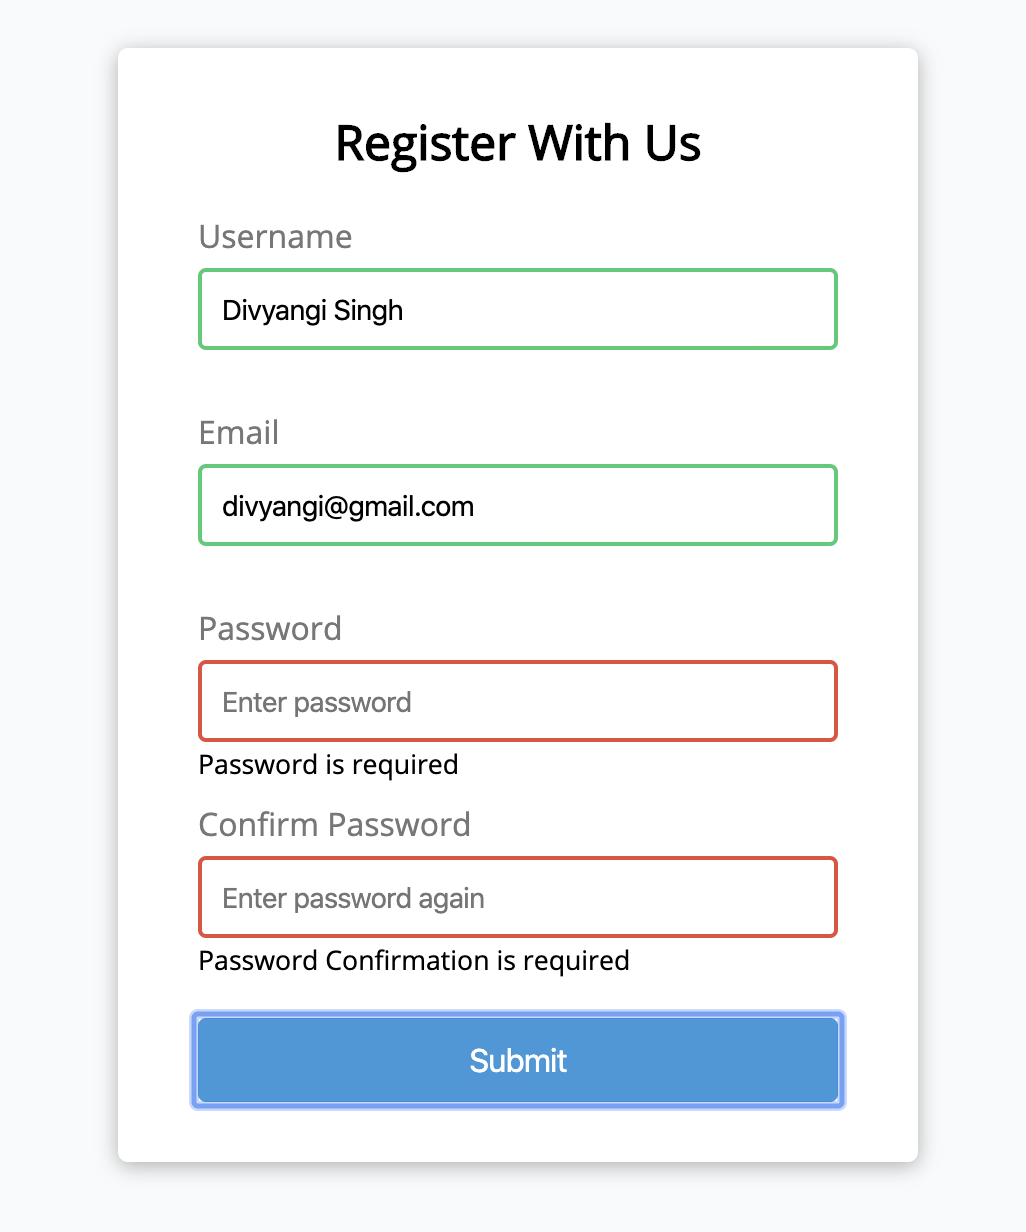 Register With Us
Username
Divyangi Singh
Email
divyangi@gmail.com
Password
Enter password
Password is required
Confirm Password
Enter password again
Password Confirmation is required
Submit